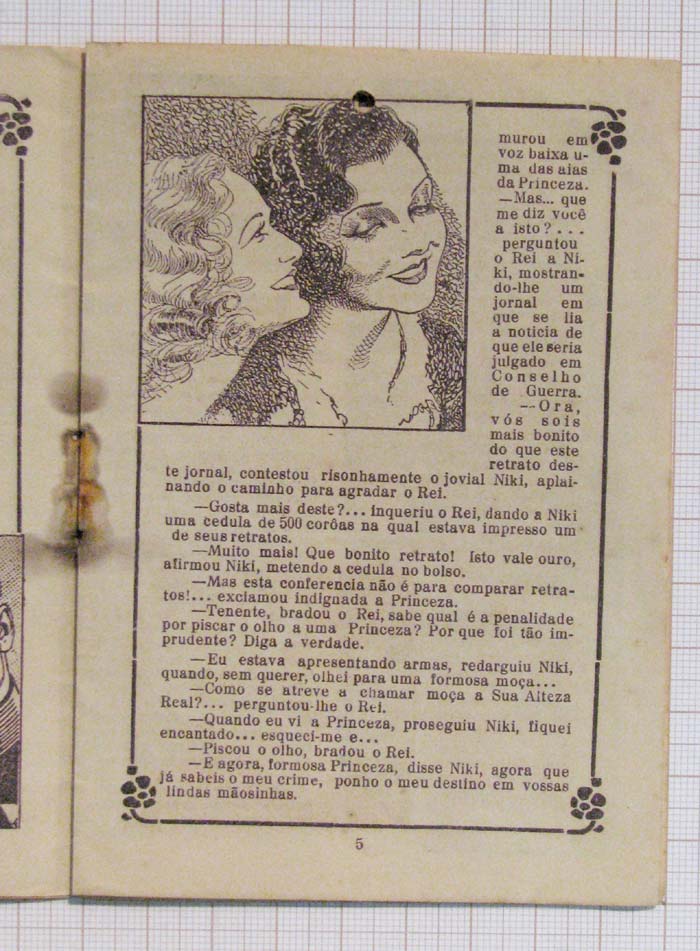 murou em
voz baixa u-
ma das aias
da Princeza.
—Mas... que
me diz você
a isto?...
perguntou
o Rei a Ni-
ki, mostran-
do-lhe um
jornal em
que se lia
a noticia de
que ele seria
julgado em
Conselho
de Guerra.
—Ora,
vós sois
mais bonito
do que este
retrato des-
te jornal, contestou risonhamente o jovial Niki, aplai-
nando o caminho para agradar o Rei.
—Gosta mais deste?... inqueriu o Rei, dando a Niki
uma cedula de 500 corôas na qual estava impresso um
de seus retratos.
—Muito mais! Que bonito retrato! Isto vale ouro,
afirmou Niki, metendo a cedula no bolso.
—Mas esta conferencia não é para comparar retra-
tos!... exclamou indignada a Princeza.
—Tenente, bradou o Rei, sabe qual é a penalidade
por piscar o olho a uma Princeza? Por que foi tão im-
prudente? Diga a verdade.
—Eu estava apresentando armas, redarguiu Niki,
quando, sem querer, olhei para uma formosa moça...
—Como se atreve a chamar moça a Sua Alteza
Real?... perguntou-lhe o Rei.
—Quando eu vi a Princeza, proseguiu Niki, fiquei
encantado... esqueci-me e...
—Piscou o olho, bradou o Rei.
—E agora, formosa Princeza, disse Niki, agora que
já sabeis o meu crime, ponho o meu destino em vossas
lindas mãosinhas.
5